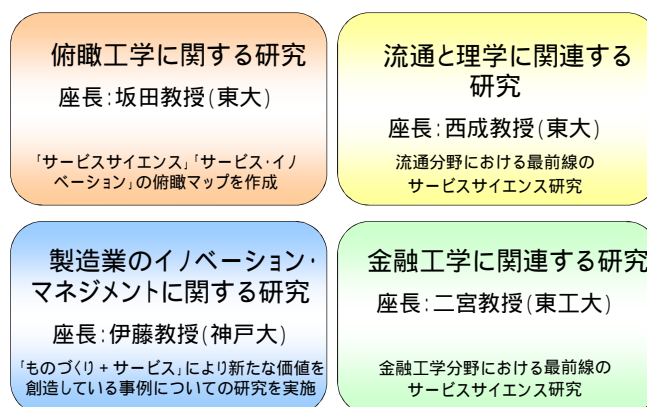 俯瞰工学に関する研究
座長:坂田教授(東大)
「サービスサイエンス」「サービス・イノ
ベーション」の俯瞰マップを作成
流通と理学に関連する
研究
座長:西成教授(東大)
流通分野における最前線の
サービスサイエンス研究
製造業のイノベーション・
マネジメントに関する研究
座長:伊藤教授(神戸大)
「ものづくり+サービス」により新たな価値を
創造している事例についての研究を実施
金融工学に関連する研究
座長:二宮教授(東工大)
金融工学分野における最前線の
サービスサイエンス研究